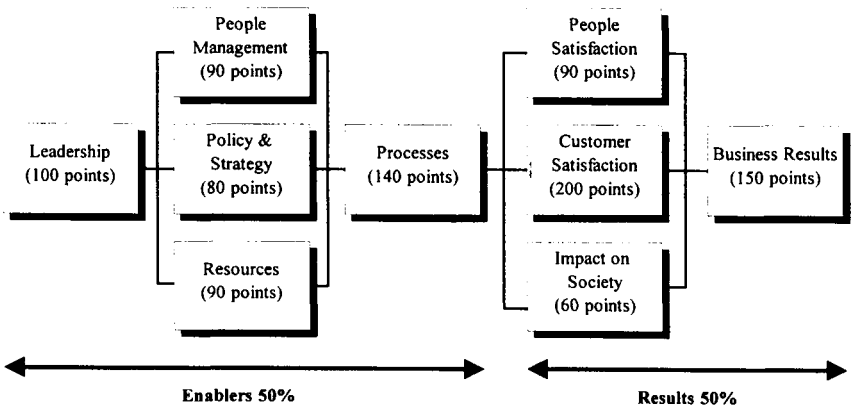 People
Management
(90 points)
People
Satisfaction
(90 points)
Leadership
(100 points)
Policy &
Strategy
(80 points)
Processes
(140 points)
Customer
Satisfaction
(200 points)
Business Results
(150 points)
Resources
(90 points)
Impact on
Society
(60 points)
Enablers 50%
Results 50%